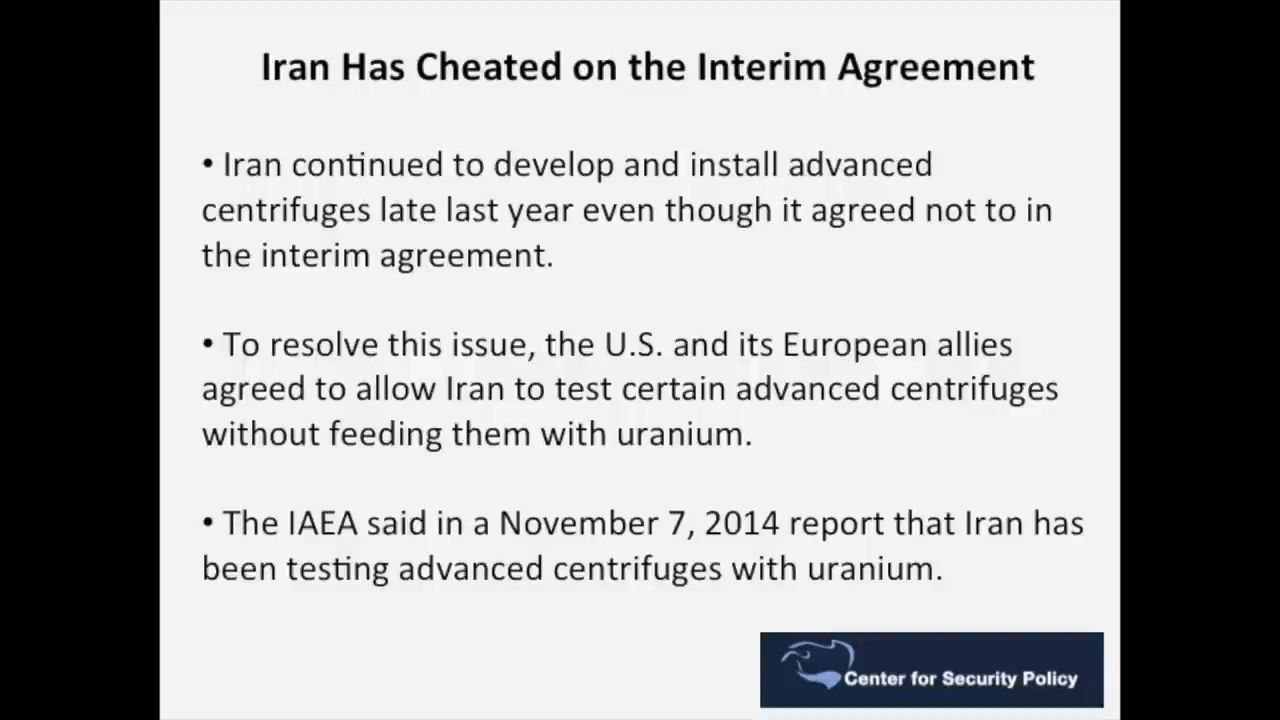 Iran Has Cheated on the Interim Agreement
• Iran continued to develop and install advanced
centrifuges late last year even though it agreed not to in
the interim agreement.
• To resolve this issue, the U.S. and its European allies
agreed to allow Iran to test certain advanced centrifuges
without feeding them with uranium.
• The IAEA said in a November 7, 2014 report that Iran has
been testing advanced centrifuges with uranium.
Center for Security Policy